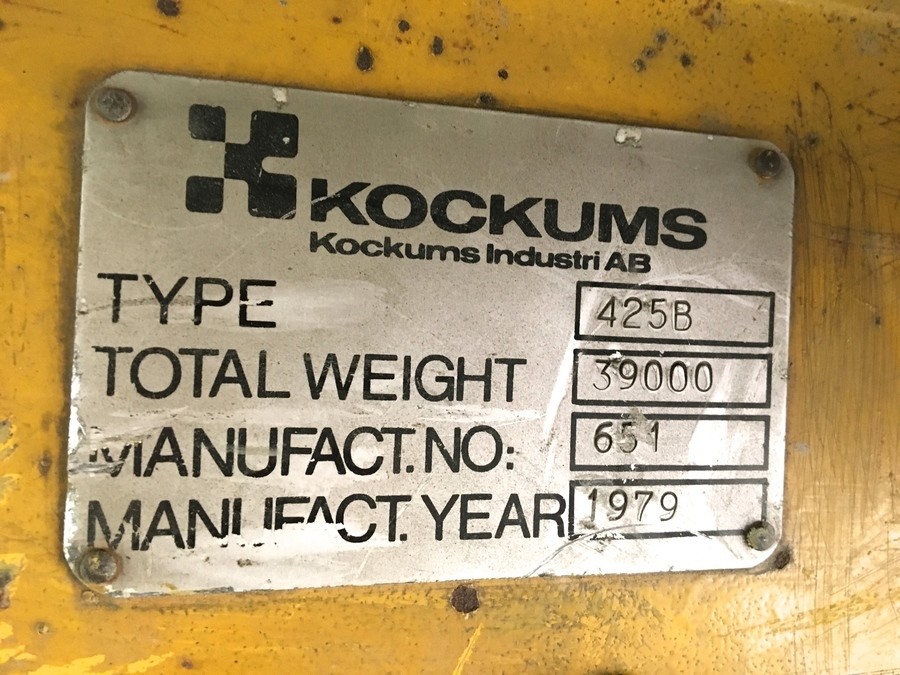 KOCKUMS
Kockums Industri AB
TYPE 425B
TOTAL WEIGHT 39000
MANUFACT. NO: 651
MANUFACT. YEAR 1979